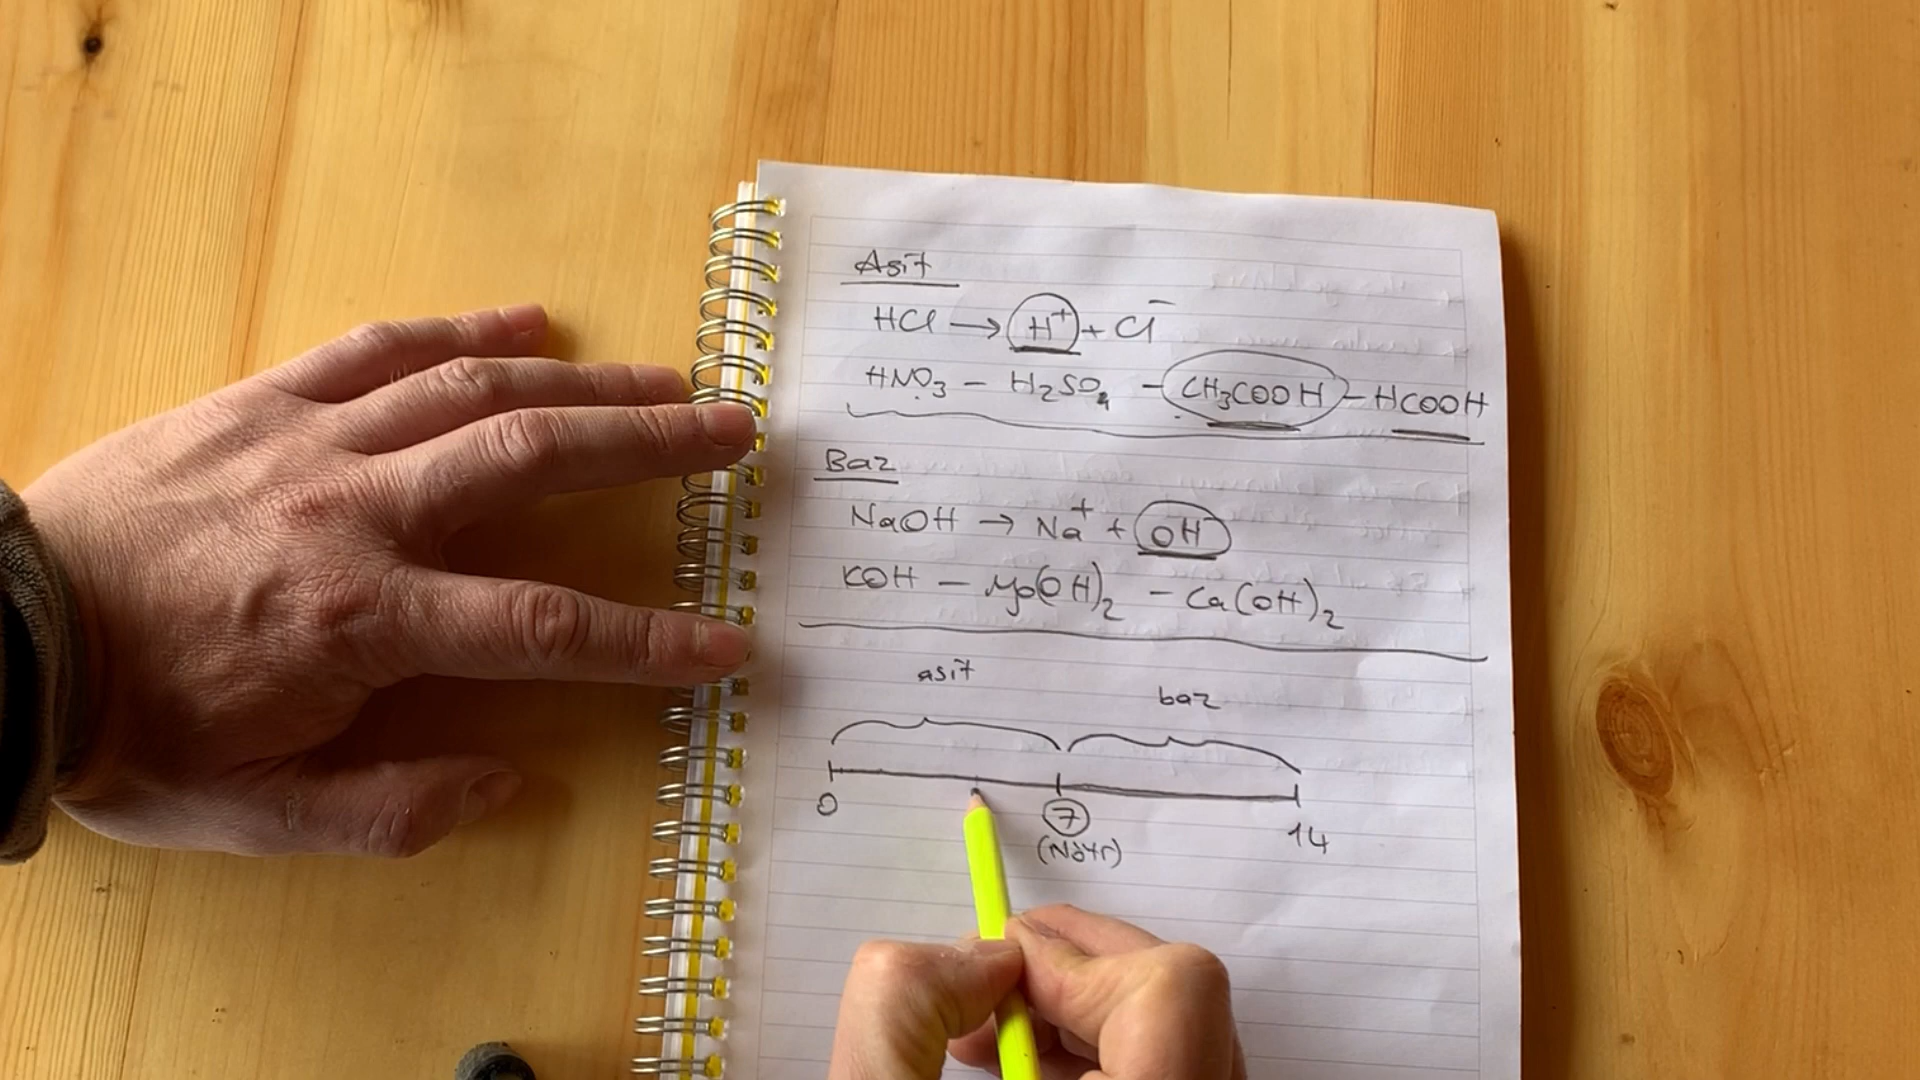 Asit
HCl → H⁺ + Cl⁻
HNO₃ – H₂SO₄ – CH₃COOH – HCOOH
Baz
NaOH → Na⁺ + OH⁻
KOH – Mg(OH)₂ – Ca(OH)₂
asit baz
0 7 14
(Nötr)